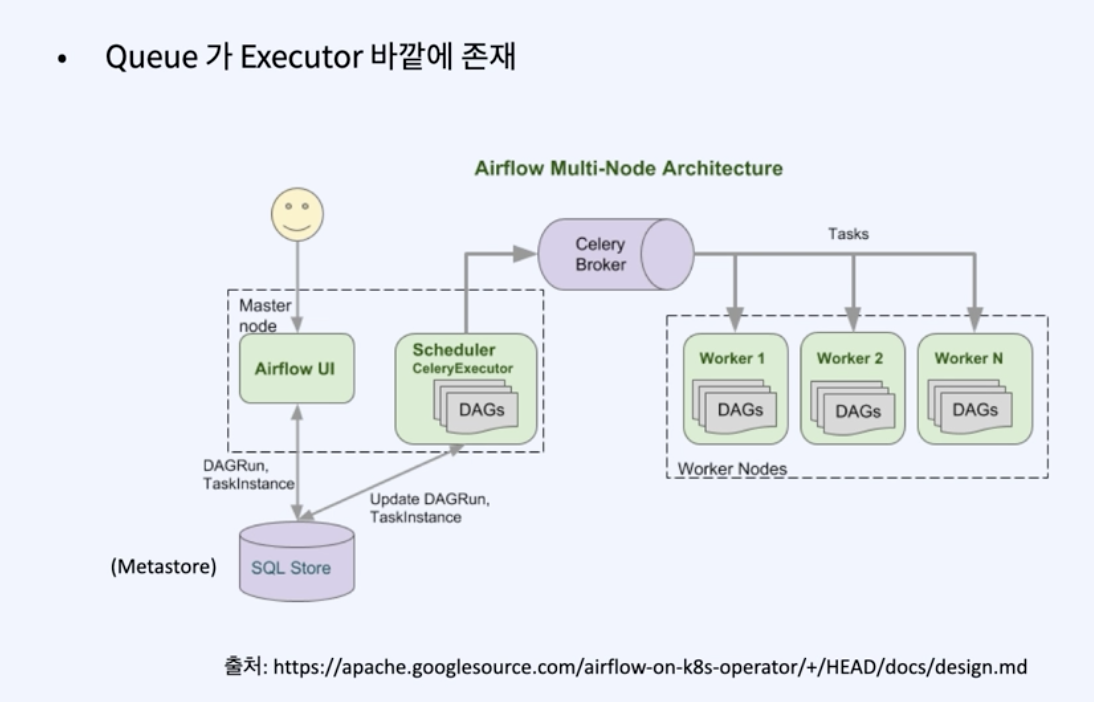 • Queue 가 Executor 바깥에 존재
Airflow Multi-Node Architecture
Celery
Broker
Tasks
Master
node
Airflow UI
Scheduler
CeleryExecutor
DAGs
Worker 1
DAGs
Worker 2
DAGs
Worker N
DAGs
Worker Nodes
DAGRun,
TaskInstance
Update DAGRun,
TaskInstance
(Metastore)
SQL Store
출처: https://apache.googlesource.com/airflow-on-k8s-operator/+/HEAD/docs/design.md